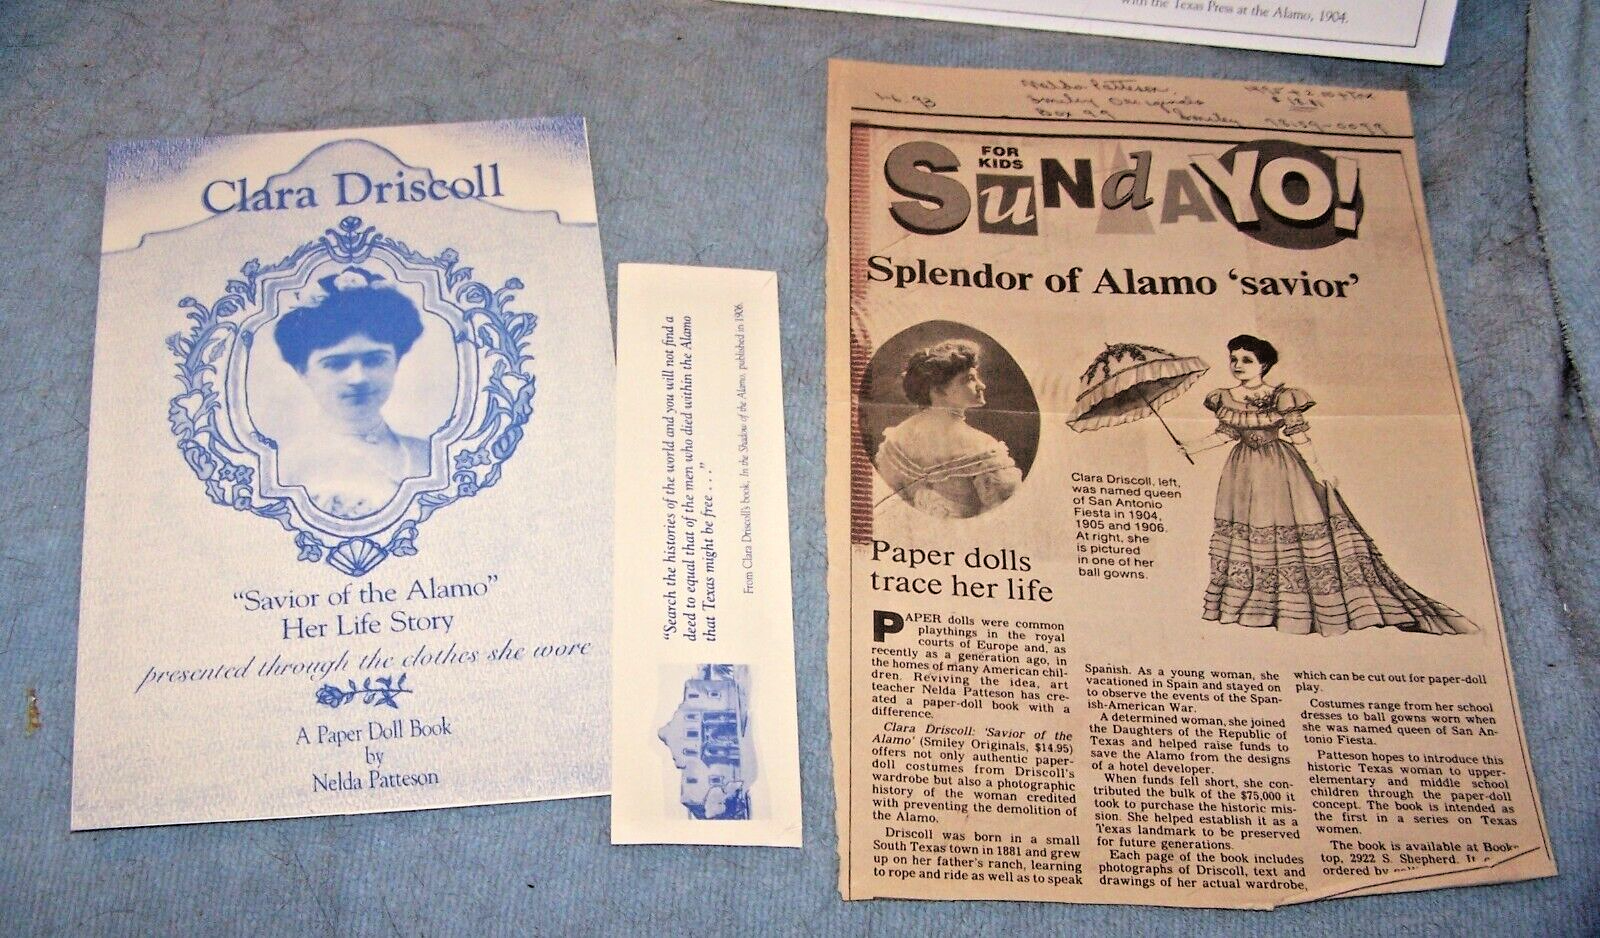 with the Texas Press at the Alamo, 1904.
Clara Driscoll
"Savior of the Alamo"
Her Life Story
presented through the clothes she wore
A Paper Doll Book
by
Nelda Patteson
"Search the histories of the world and you will not find a
deed to equal that of the men who died within the Alamo
that Texas might be free . . ."
From Clara Driscoll's book, In the Shadow of the Alamo, published in 1906.
Nelda Patteson
Smiley Originals
Box 99 Smiley
FOR
KIDS
SuNdAYO!
Splendor of Alamo 'savior'
Clara Driscoll, left,
was named queen
of San Antonio
Fiesta in 1904,
1905 and 1906.
At right, she
is pictured
in one of her
ball gowns.
Paper dolls
trace her life
PAPER dolls were common
playthings in the royal
courts of Europe and, as
recently as a generation ago, in
the homes of many American chil-
dren. Reviving the idea, art
teacher Nelda Patteson has cre-
ated a paper-doll book with a
difference.
Clara Driscoll: 'Savior of the
Alamo' (Smiley Originals, $14.95)
offers not only authentic paper-
doll costumes from Driscoll's
wardrobe but also a photographic
history of the woman credited
with preventing the demolition of
the Alamo.
Driscoll was born in a small
South Texas town in 1881 and grew
up on her father's ranch, learning
to rope and ride as well as to speak
Spanish. As a young woman, she
vacationed in Spain and stayed on
to observe the events of the Span-
ish-American War.
A determined woman, she joined
the Daughters of the Republic of
Texas and helped raise funds to
save the Alamo from the designs
of a hotel developer.
When funds fell short, she con-
tributed the bulk of the $75,000 it
took to purchase the historic mis-
sion. She helped establish it as a
Texas landmark to be preserved
for future generations.
Each page of the book includes
photographs of Driscoll, text and
drawings of her actual wardrobe,
which can be cut out for paper-doll
play.
Costumes range from her school
dresses to ball gowns worn when
she was named queen of San An-
tonio Fiesta.
Patteson hopes to introduce this
historic Texas woman to upper-
elementary and middle school
children through the paper-doll
concept. The book is intended as
the first in a series on Texas
women.
The book is available at Book-
top, 2922 S. Shepherd. It
ordered by